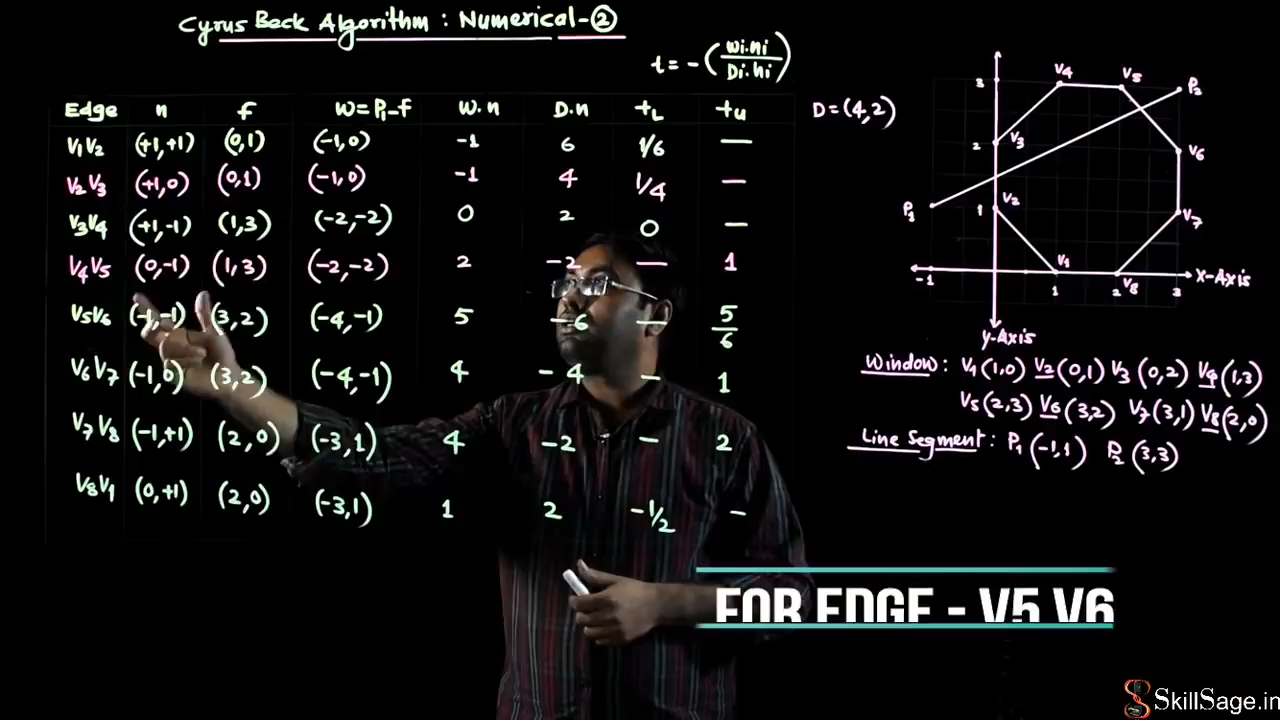 Cyrus Beck Algorithm : Numerical-②
t = - (wi.ni / Di.ni)
Edge n f w=P₁-f W.n D.n tL tu
V1V2 (+1,+1) (0,1) (-1,0) -1 6 1/6 —
V2V3 (+1,0) (0,1) (-1,0) -1 4 1/4 —
V3V4 (+1,-1) (1,3) (-2,-2) 0 2 0 —
V4V5 (0,-1) (1,3) (-2,-2) 2 -2 — 1
V5V6 (-1,-1) (3,2) (-4,-1) 5 -6 — 5/6
V6V7 (-1,0) (3,2) (-4,-1) 4 -4 — 1
V7V8 (-1,+1) (2,0) (-3,1) 4 -2 — 2
V8V1 (0,+1) (2,0) (-3,1) 1 2 -1/2 -
D=(4,2)
3 V4 V5 P2
2 V3 V6
P1 1 V2 V7
-1 V1 V8 X-Axis
1 2 3
y-Axis
Window : V1(1,0) V2(0,1) V3(0,2) V4(1,3)
V5(2,3) V6(3,2) V7(3,1) V8(2,0)
Line Segment : P1(-1,1) P2(3,3)
FOR EDGE - V5 V6
SkillSage.in